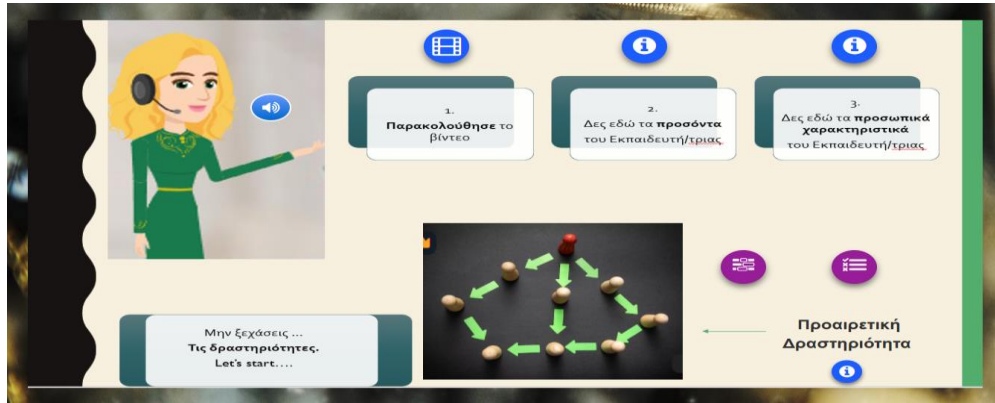 1.
Παρακολούθησε το
βίντεο
2.
Δες εδώ τα προσόντα
του Εκπαιδευτή/τριας
3.
Δες εδώ τα προσωπικά
χαρακτηριστικά
του Εκπαιδευτή/τριας
Μην ξεχάσεις ...
Τις δραστηριότητες.
Let's start....
Προαιρετική
Δραστηριότητα